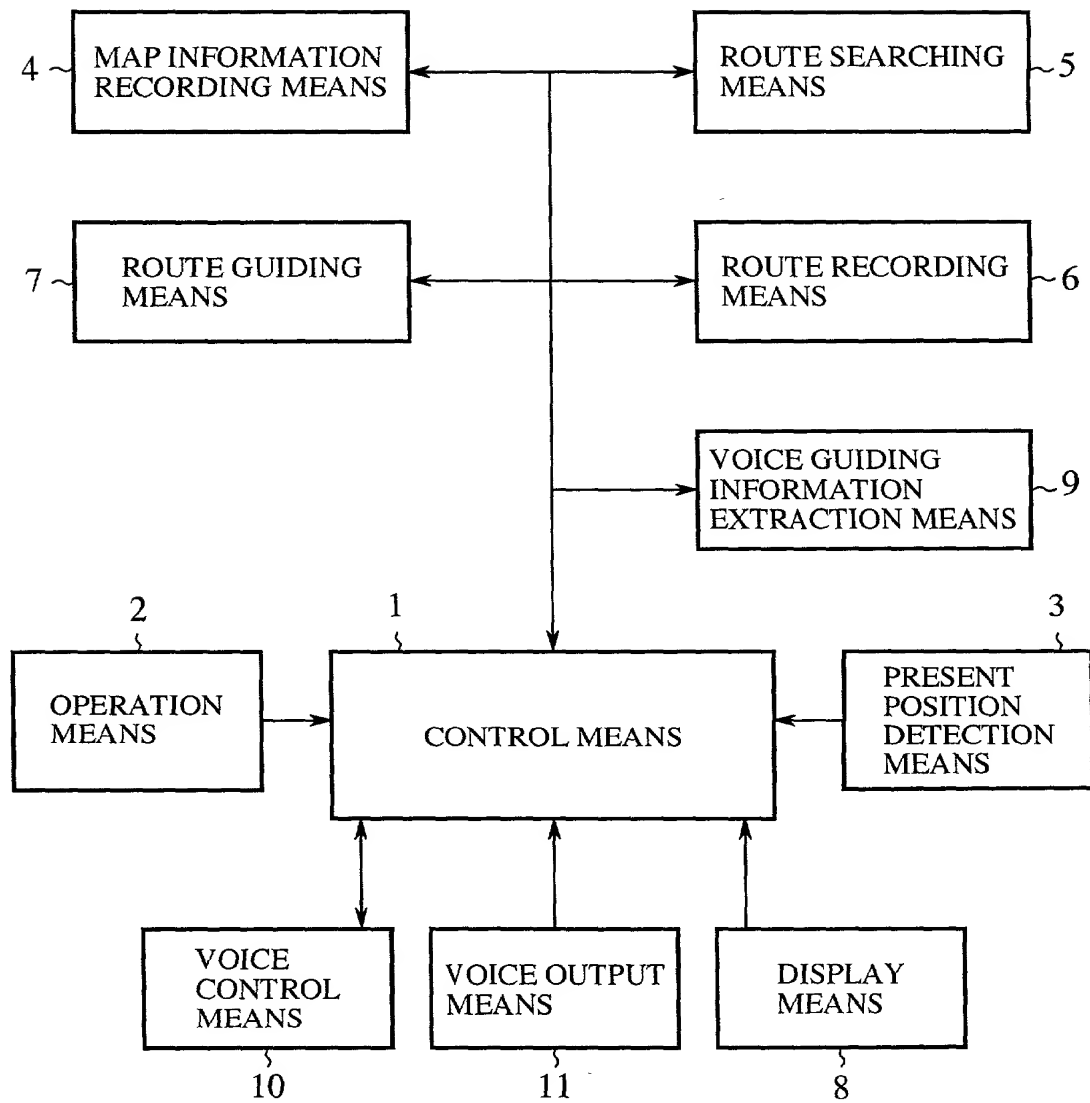 4
MAP INFORMATION
RECORDING MEANS
ROUTE SEARCHING
MEANS
5
7
ROUTE GUIDING
MEANS
ROUTE RECORDING
MEANS
6
VOICE GUIDING
INFORMATION
EXTRACTION MEANS
9
2
OPERATION
MEANS
1
CONTROL MEANS
3
PRESENT
POSITION
DETECTION
MEANS
VOICE
CONTROL
MEANS
10
VOICE OUTPUT
MEANS
11
DISPLAY
MEANS
8